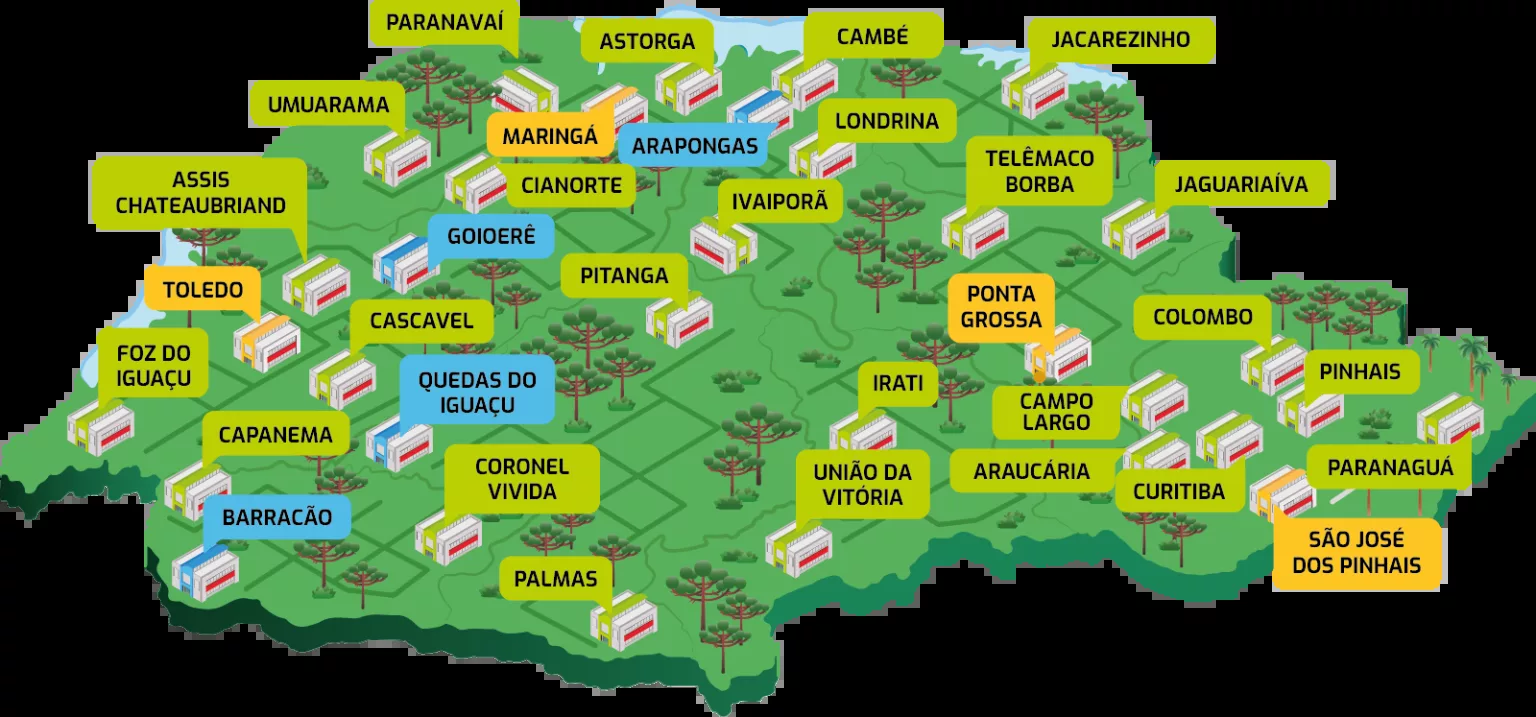 PARANAVAÍ
ASTORGA
CAMBÉ
JACAREZINHO
UMUARAMA
MARINGÁ
ARAPONGAS
LONDRINA
ASSIS
CHATEAUBRIAND
CIANORTE
IVAIPORÃ
TELÊMACO
BORBA
JAGUARIAÍVA
GOIOERÊ
TOLEDO
PITANGA
PONTA
GROSSA
COLOMBO
CASCAVEL
FOZ DO
IGUAÇU
QUEDAS DO
IGUAÇU
IRATI
CAMPO
LARGO
PINHAIS
CAPANEMA
CORONEL
VIVIDA
UNIÃO DA
VITÓRIA
ARAUCÁRIA
CURITIBA
PARANAGUÁ
BARRACÃO
PALMAS
SÃO JOSÉ
DOS PINHAIS